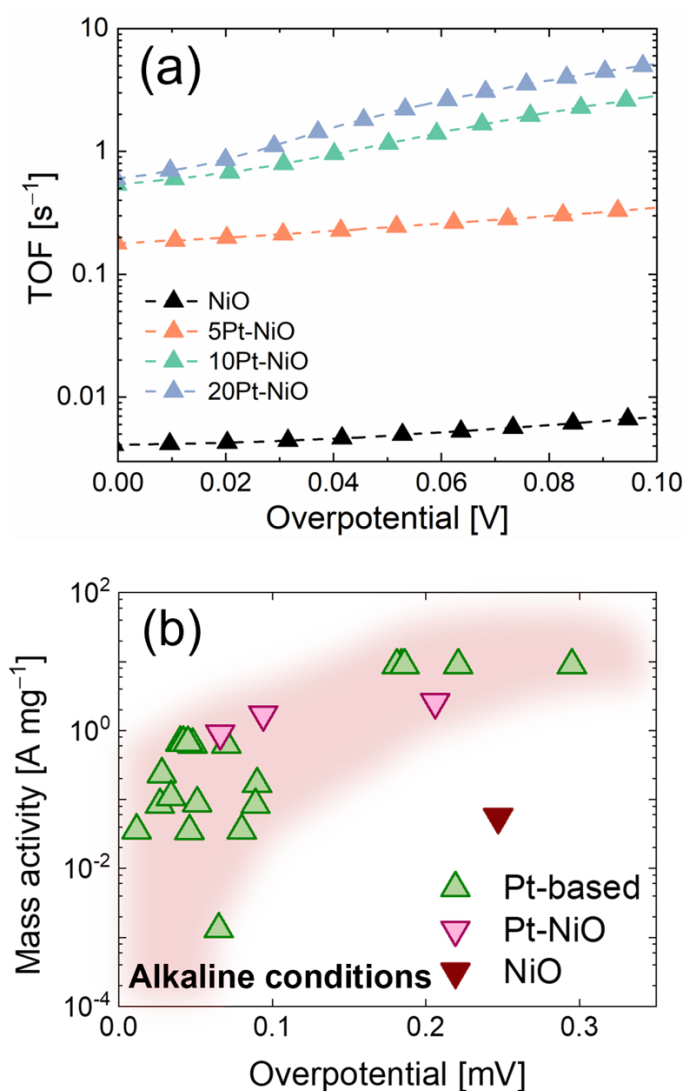 (a)
TOF [s⁻¹]
10
1
0.1
0.01
NiO
5Pt-NiO
10Pt-NiO
20Pt-NiO
0.00 0.02 0.04 0.06 0.08 0.10
Overpotential [V]
(b)
Mass activity [A mg⁻¹]
10²
10⁰
10⁻²
10⁻⁴
Pt-based
Pt-NiO
NiO
Alkaline conditions
0.0 0.1 0.2 0.3
Overpotential [mV]